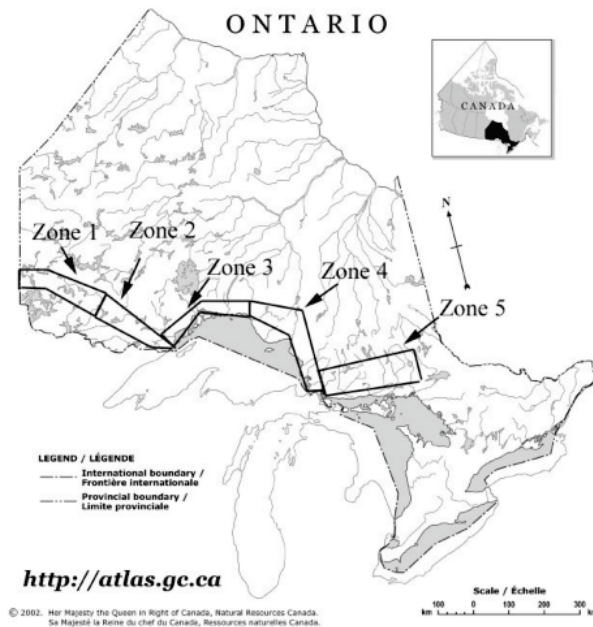 ONTARIO
CANADA
N
Zone 1
Zone 2
Zone 3
Zone 4
Zone 5
LEGEND / LÉGENDE
International boundary /
Frontière internationale
Provincial boundary /
Limite provinciale
http://atlas.gc.ca
Scale / Échelle
100 0 100 200 300
km km
© 2002. Her Majesty the Queen in Right of Canada, Natural Resources Canada.
Sa Majesté la Reine du chef du Canada, Ressources naturelles Canada.